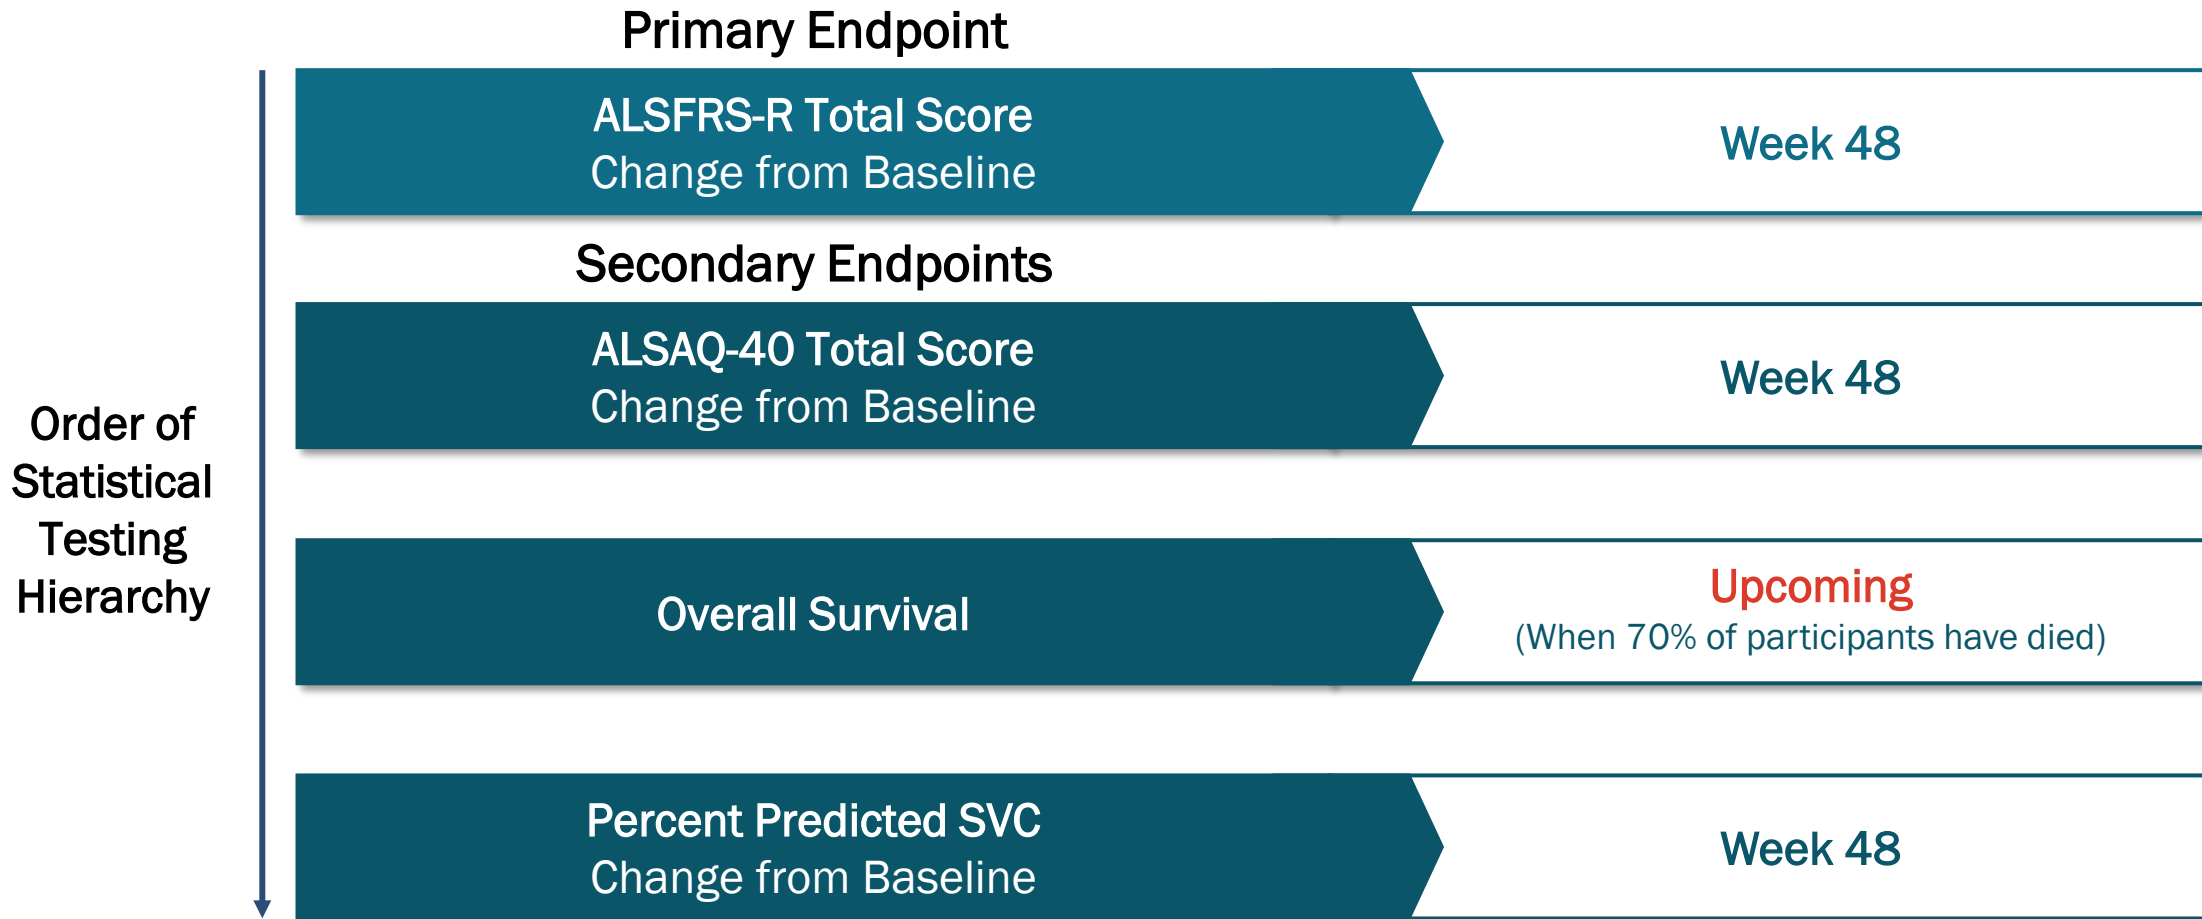 Primary Endpoint
ALSFRS-R Total Score
Change from Baseline
Week 48
Secondary Endpoints
ALSAQ-40 Total Score
Change from Baseline
Week 48
Order of
Statistical
Testing
Hierarchy
Overall Survival
Upcoming
(When 70% of participants have died)
Percent Predicted SVC
Change from Baseline
Week 48